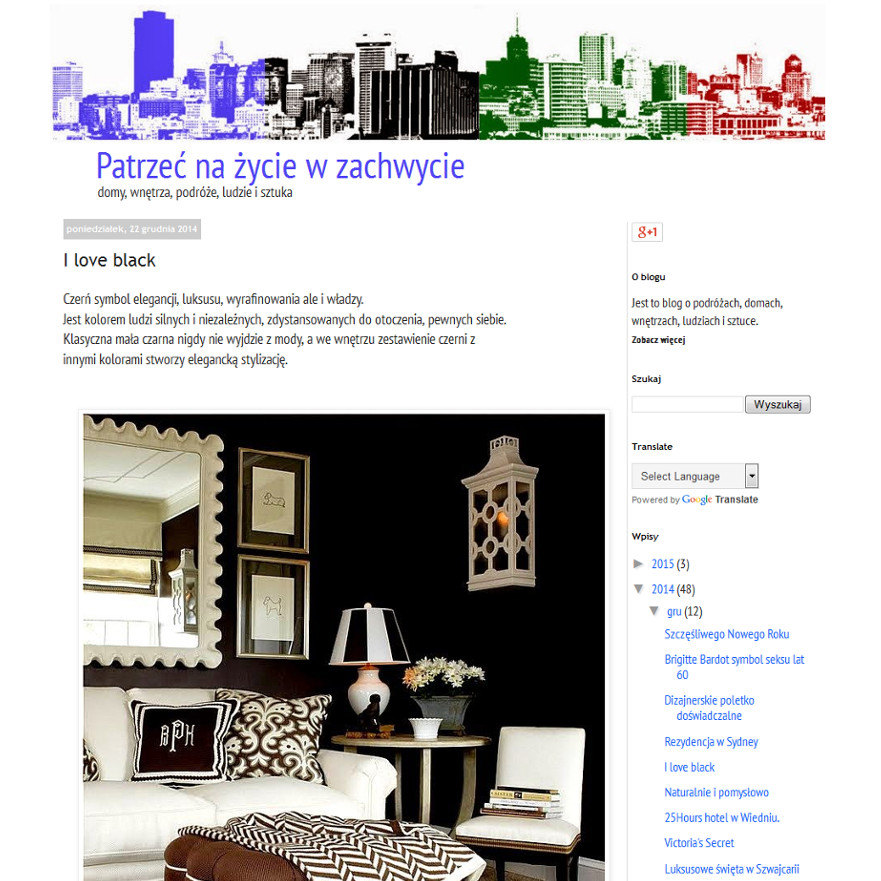 Patrzeć na życie w zachwycie
domy, wnętrza, podróże, ludzie i sztuka
poniedziałek, 22 grudnia 2014
I love black
Czerń symbol elegancji, luksusu, wyrafinowania ale i władzy.
Jest kolorem ludzi silnych i niezależnych, zdystansowanych do otoczenia, pewnych siebie.
Klasyczna mała czarna nigdy nie wyjdzie z mody, a we wnętrzu zestawienie czerni z
innymi kolorami stworzy elegancką stylizację.
BPH
g+1
O blogu
Jest to blog o podróżach, domach,
wnętrzach, ludziach i sztuce.
Zobacz więcej
Szukaj
Wyszukaj
Translate
Select Language
Powered by Google Translate
Wpisy
► 2015 (3)
▼ 2014 (48)
▼ gru (12)
Szczęśliwego Nowego Roku
Brigitte Bardot symbol seksu lat
60
Dizajnerskie poletko
doświadczalne
Rezydencja w Sydney
I love black
Naturalnie i pomysłowo
25Hours hotel w Wiedniu.
Victoria's Secret
Luksusowe święta w Szwajcarii